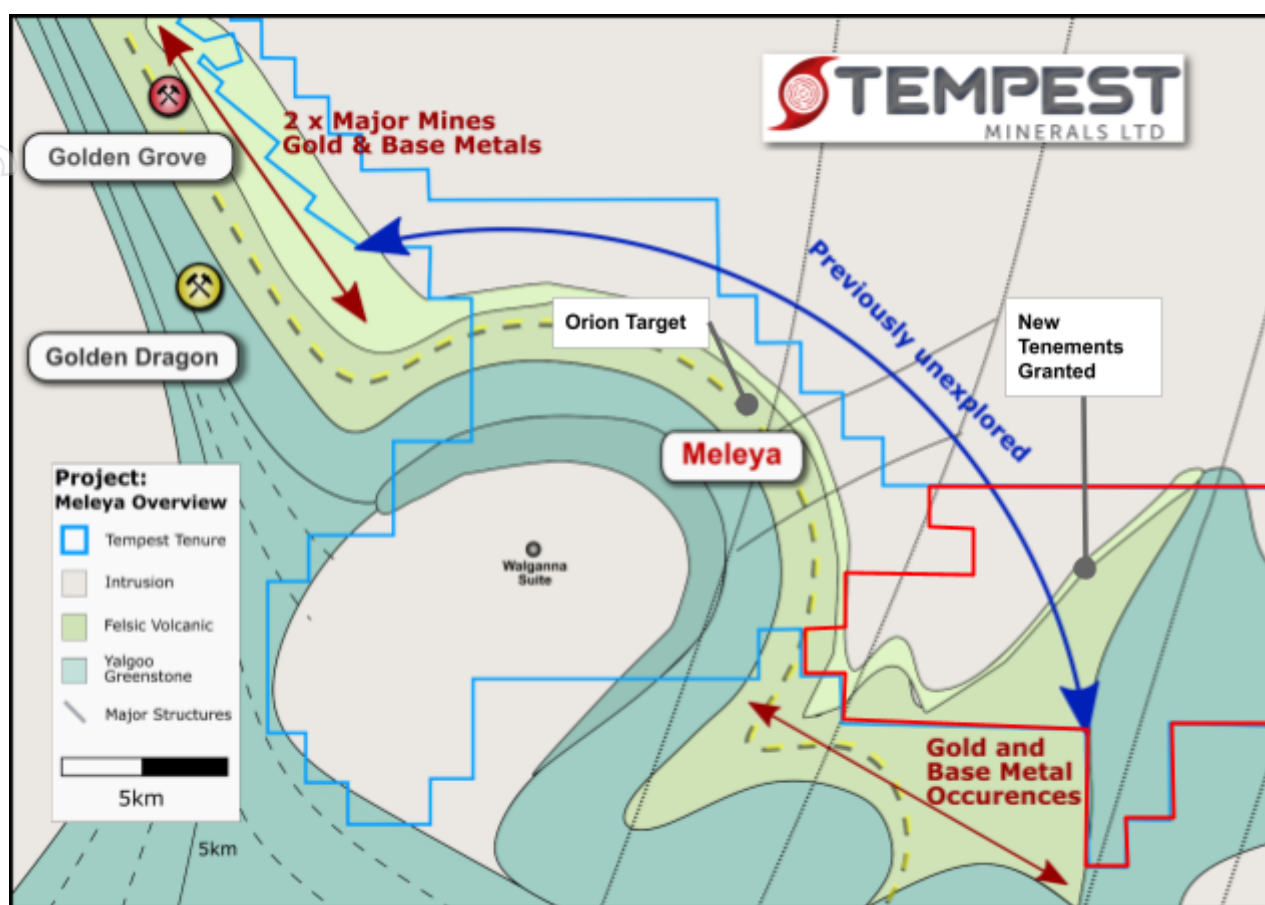 TEMPEST
MINERALS LTD
2 x Major Mines
Gold & Base Metals
Golden Grove
Golden Dragon
Orion Target
Previously unexplored
New
Tenements
Granted
Meleya
Project:
Meleya Overview
Tempest Tenure
Intrusion
Felsic Volcanic
Yalgoo
Greenstone
Major Structures
5km
5km
Walganna
Suite
Gold and
Base Metal
Occurences